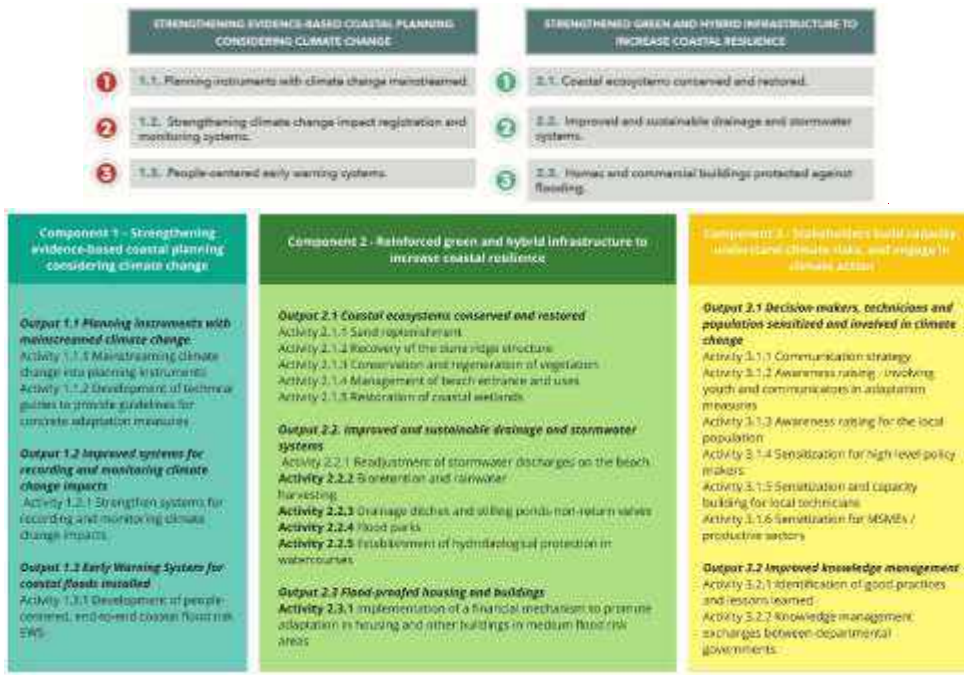 STRENGTHENING EVIDENCE-BASED COASTAL PLANNING
CONSIDERING CLIMATE CHANGE
1
1.1. Planning instruments with climate change mainstreamed.
2
1.2. Strengthening climate change impact registration and
monitoring systems.
3
1.3. People-centered early warning systems.
STRENGTHENED GREEN AND HYBRID INFRASTRUCTURE TO
INCREASE COASTAL RESILIENCE
1
2.1. Coastal ecosystems conserved and restored.
2
2.2. Improved and sustainable drainage and stormwater
systems.
3
2.3. Homes and commercial buildings protected against
flooding.
Component 1 - Strengthening
evidence-based coastal planning
considering climate change
Output 1.1 Planning instruments with
mainstreamed climate change
Activity 1.1.1 Mainstreaming climate
change into planning instruments
Activity 1.1.2 Development of technical
guides to provide guidelines for
concrete adaptation measures
Output 1.2 Improved systems for
recording and monitoring climate
change impacts
Activity 1.2.1 Strengthen systems for
recording and monitoring climate
change impacts
Output 1.3 Early Warning System for
coastal floods installed
Activity 1.3.1 Development of people-
centered, end-to-end coastal flood risk
EWS
Component 2 - Reinforced green and hybrid infrastructure to
increase coastal resilience
Output 2.1 Coastal ecosystems conserved and restored
Activity 2.1.1 Sand replenishment
Activity 2.1.2 Recovery of the dune ridge structure
Activity 2.1.3 Conservation and regeneration of vegetation
Activity 2.1.4 Management of beach entrance and uses
Activity 2.1.5 Restoration of coastal wetlands
Output 2.2. Improved and sustainable drainage and stormwater
systems
Activity 2.2.1 Readjustment of stormwater discharges on the beach
Activity 2.2.2 Bioretention and rainwater
harvesting
Activity 2.2.3 Drainage ditches and stilling ponds-non-return valves
Activity 2.2.4 Flood parks
Activity 2.2.5 Establishment of hydrobiological protection in
watercourses
Output 2.3 Flood-proofed housing and buildings
Activity 2.3.1 Implementation of a financial mechanism to promote
adaptation in housing and other buildings in medium flood risk
areas
Component 3 - Stakeholders build capacity,
understand climate risks, and engage in
climate action
Output 3.1 Decision-makers, technicians and
population sensitized and involved in climate
change
Activity 3.1.1 Communication strategy
Activity 3.1.2 Awareness raising - involving
youth and communicators in adaptation
measures
Activity 3.1.3 Awareness raising for the local
population
Activity 3.1.4 Sensitization for high level policy
makers
Activity 3.1.5 Sensitization and capacity
building for local technicians
Activity 3.1.6 Sensitization for MSMEs /
productive sectors
Output 3.2 Improved knowledge management
Activity 3.2.1 Identification of good practices
and lessons learned
Activity 3.2.2 Knowledge management
exchanges between departmental
governments